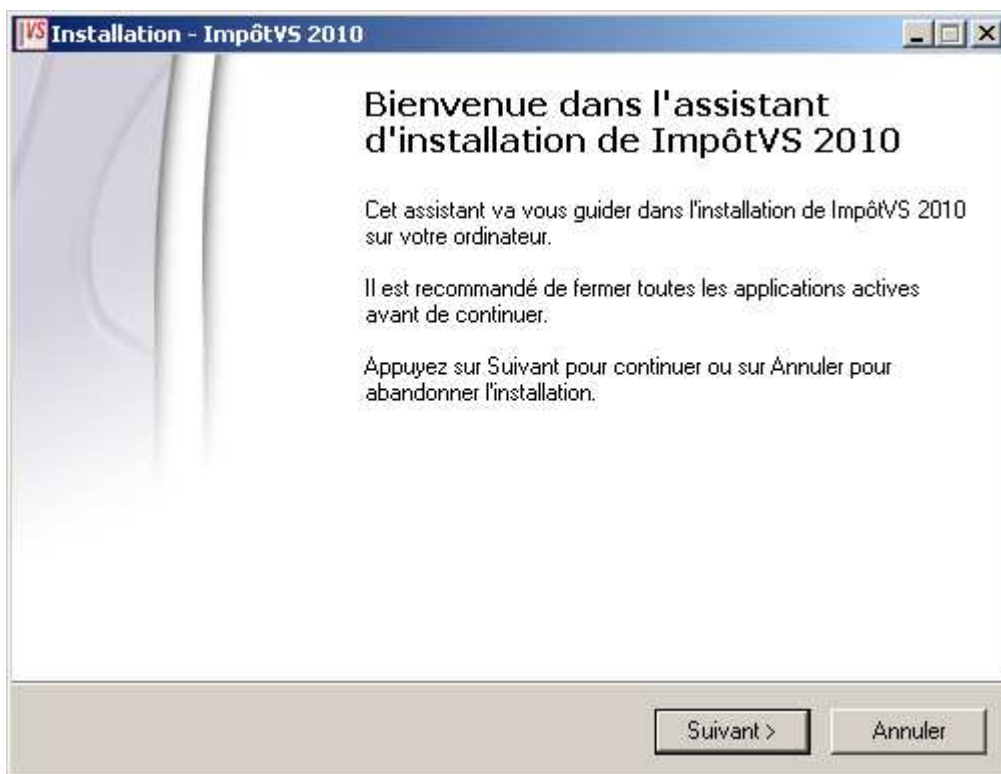 VS Installation - ImpôtVS 2010
Bienvenue dans l'assistant
d'installation de ImpôtVS 2010
Cet assistant va vous guider dans l'installation de ImpôtVS 2010
sur votre ordinateur.
Il est recommandé de fermer toutes les applications actives
avant de continuer.
Appuyez sur Suivant pour continuer ou sur Annuler pour
abandonner l'installation.
Suivant > Annuler